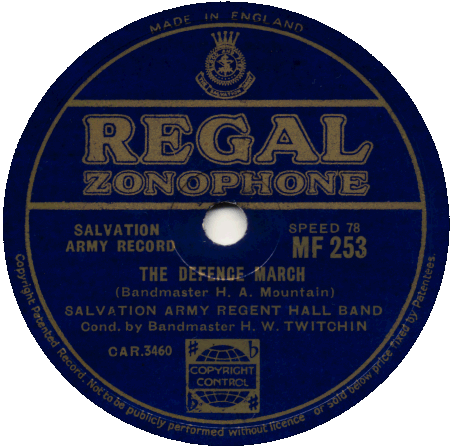 MADE IN ENGLAND
REGAL
ZONOPHONE
SALVATION
ARMY RECORD
SPEED 78
MF 253
THE DEFENCE MARCH
(Bandmaster H. A. Mountain)
SALVATION ARMY REGENT HALL BAND
Cond. by Bandmaster H. W. TWITCHIN
CAR.3460
COPYRIGHT
CONTROL
Copyright Patented Record. Not to be publicly performed without licence or sold below price fixed by Patentees.